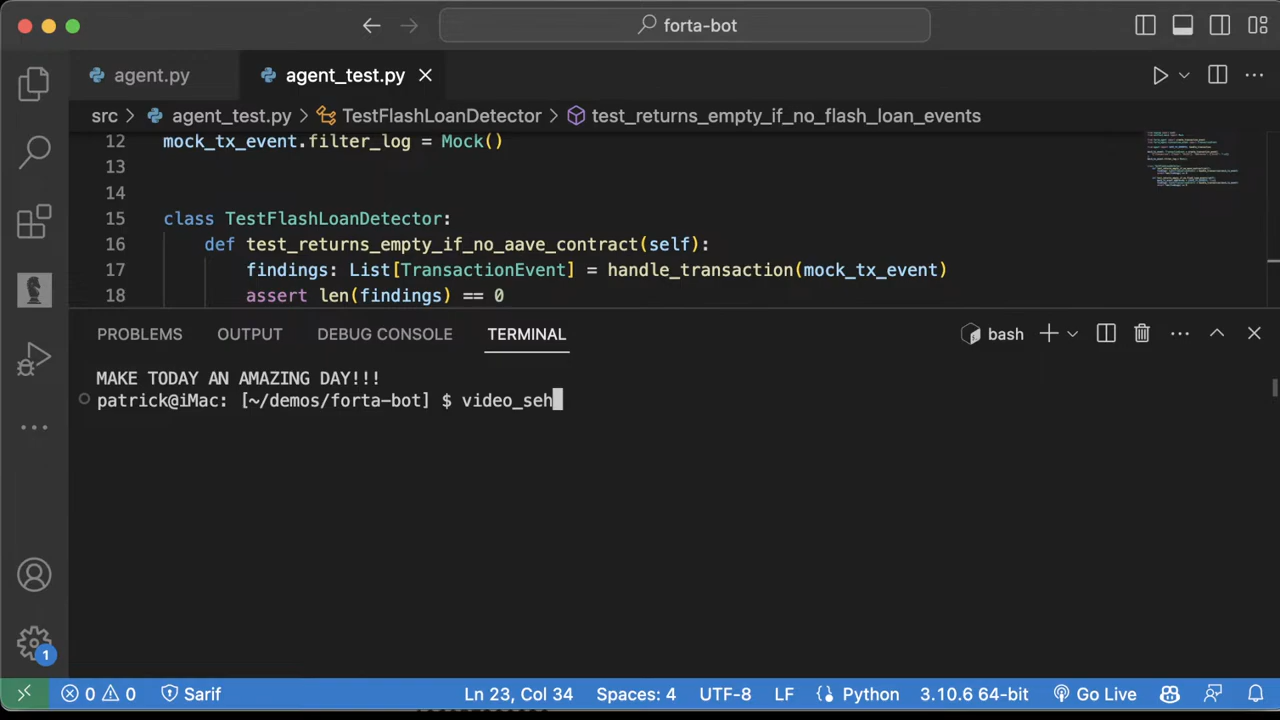 forta-bot
agent.py
agent_test.py
src > agent_test.py > TestFlashLoanDetector > test_returns_empty_if_no_flash_loan_events
12 mock_tx_event.filter_log = Mock()
13
14
15 class TestFlashLoanDetector:
16 def test_returns_empty_if_no_aave_contract(self):
17 findings: List[TransactionEvent] = handle_transaction(mock_tx_event)
18 assert len(findings) == 0
PROBLEMS OUTPUT DEBUG CONSOLE TERMINAL bash
MAKE TODAY AN AMAZING DAY!!!
patrick@iMac: [~/demos/forta-bot] $ video_seh
1
0 0 Sarif Ln 23, Col 34 Spaces: 4 UTF-8 LF Python 3.10.6 64-bit Go Live